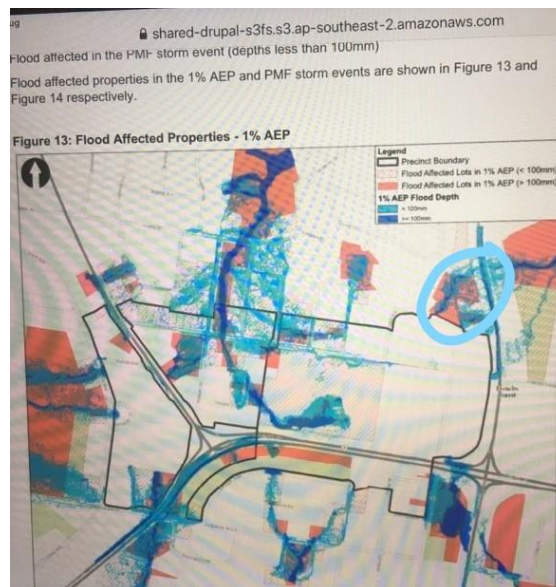 shared-drupal-s3fs.s3.ap-southeast-2.amazonaws.com
Flood affected in the PMF storm event (depths less than 100mm)
Flood affected properties in the 1% AEP and PMF storm events are shown in Figure 13 and
Figure 14 respectively.
Figure 13: Flood Affected Properties - 1% AEP
Legend
Precinct Boundary
Flood Affected Lots in 1% AEP (< 100mm)
Flood Affected Lots in 1% AEP (> 100mm)
1% AEP Flood Depth
< 100mm
>= 100mm